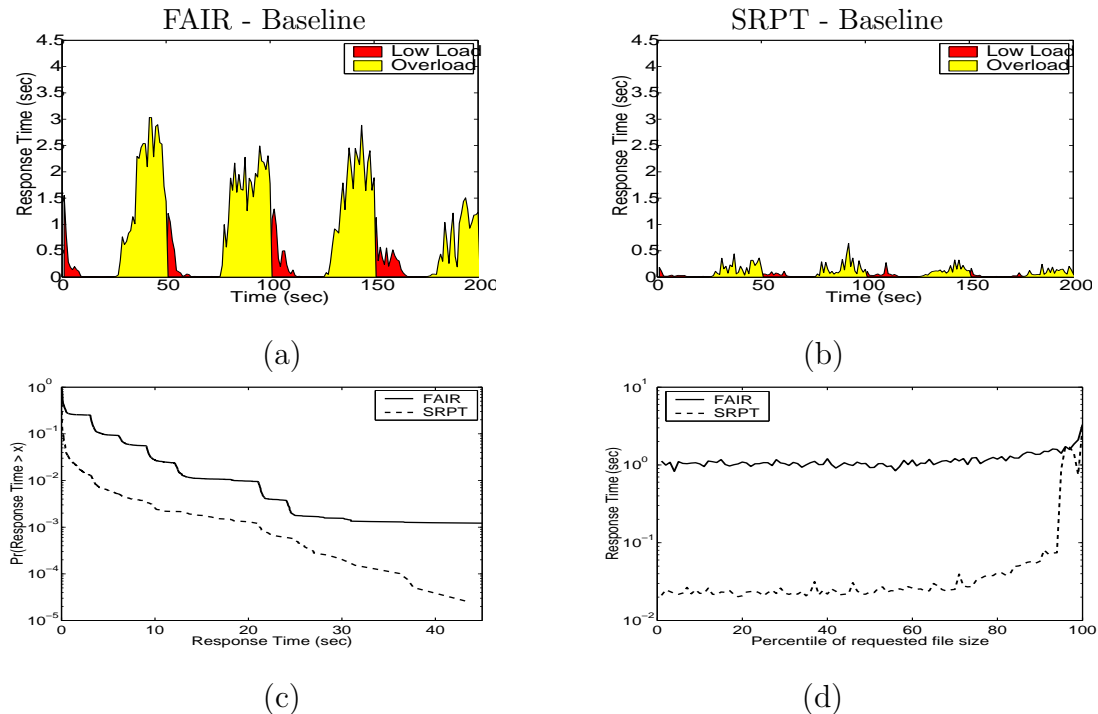 FAIR - Baseline
SRPT - Baseline
4.5
4
3.5
3
2.5
2
1.5
1
0.5
0
Response Time (sec)
Low Load
Overload
0 50 100 150 200
Time (sec)
4.5
4
3.5
3
2.5
2
1.5
1
0.5
0
Response Time (sec)
Low Load
Overload
0 50 100 150 200
Time (sec)
(a)
(b)
10^0
10^−1
10^−2
10^−3
10^−4
10^−5
Pr(Response Time > x)
FAIR
SRPT
0 10 20 30 40
Response Time (sec)
10^1
10^0
10^−1
10^−2
Response Time (sec)
FAIR
SRPT
0 20 40 60 80 100
Percentile of requested file size
(c)
(d)